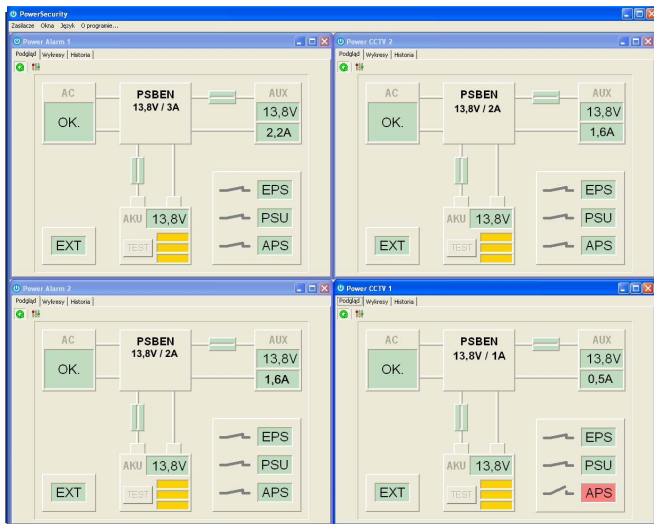 PowerSecurity
Zasilacze Okna Język O programie...
Power Alarm 1
Podgląd Wykresy Historia
AC
OK.
PSBEN
13,8V / 3A
AUX
13,8V
2,2A
AKU 13,8V
TEST
EXT
EPS
PSU
APS
Power CCTV 2
Podgląd Wykresy Historia
AC
OK.
PSBEN
13,8V / 2A
AUX
13,8V
1,6A
AKU 13,8V
TEST
EXT
EPS
PSU
APS
Power Alarm 2
Podgląd Wykresy Historia
AC
OK.
PSBEN
13,8V / 2A
AUX
13,8V
1,6A
AKU 13,8V
TEST
EXT
EPS
PSU
APS
Power CCTV 1
Podgląd Wykresy Historia
AC
OK.
PSBEN
13,8V / 1A
AUX
13,8V
0,5A
AKU 13,8V
TEST
EXT
EPS
PSU
APS